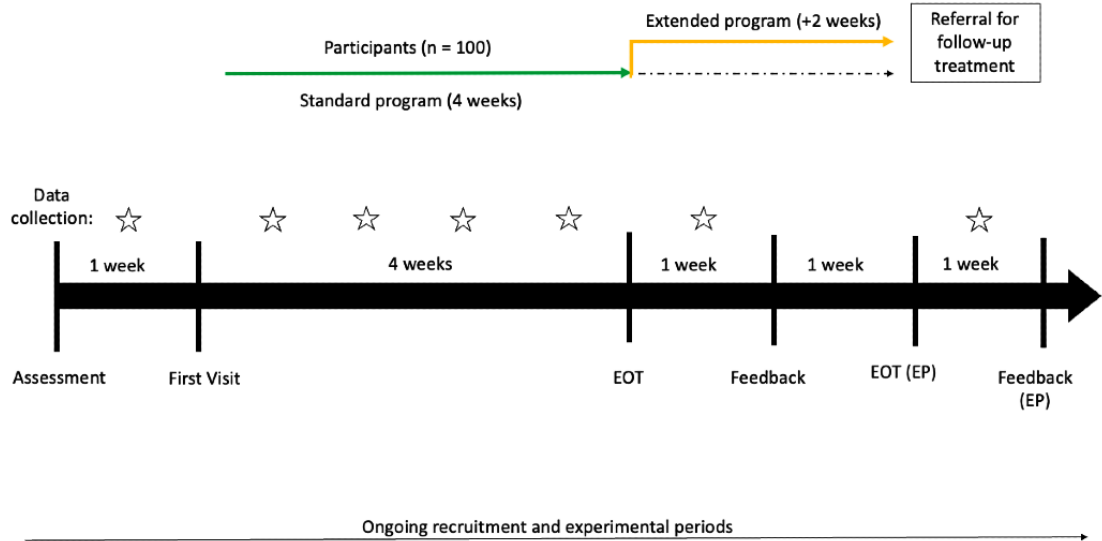 Extended program (+2 weeks)
Referral for
follow-up
treatment
Participants (n = 100)
Standard program (4 weeks)
Data
collection:
1 week
4 weeks
1 week
1 week
1 week
Assessment
First Visit
EOT
Feedback
EOT (EP)
Feedback
(EP)
Ongoing recruitment and experimental periods